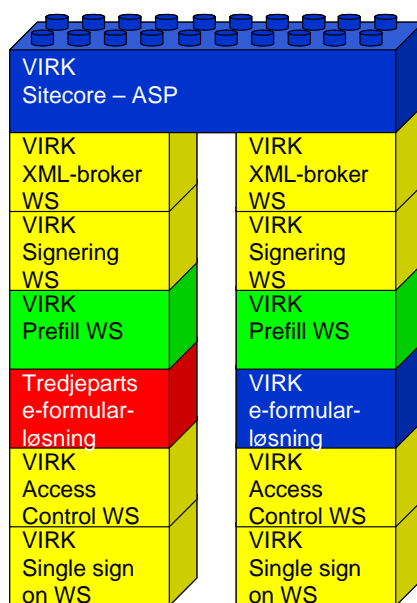 VIRK
Sitecore – ASP
VIRK
XML-broker
WS
VIRK
Signering
WS
VIRK
Prefill WS
Tredjeparts
e-formular-
løsning
VIRK
Access
Control WS
VIRK
Single sign
on WS
VIRK
XML-broker
WS
VIRK
Signering
WS
VIRK
Prefill WS
VIRK
e-formular-
løsning
VIRK
Access
Control WS
VIRK
Single sign
on WS